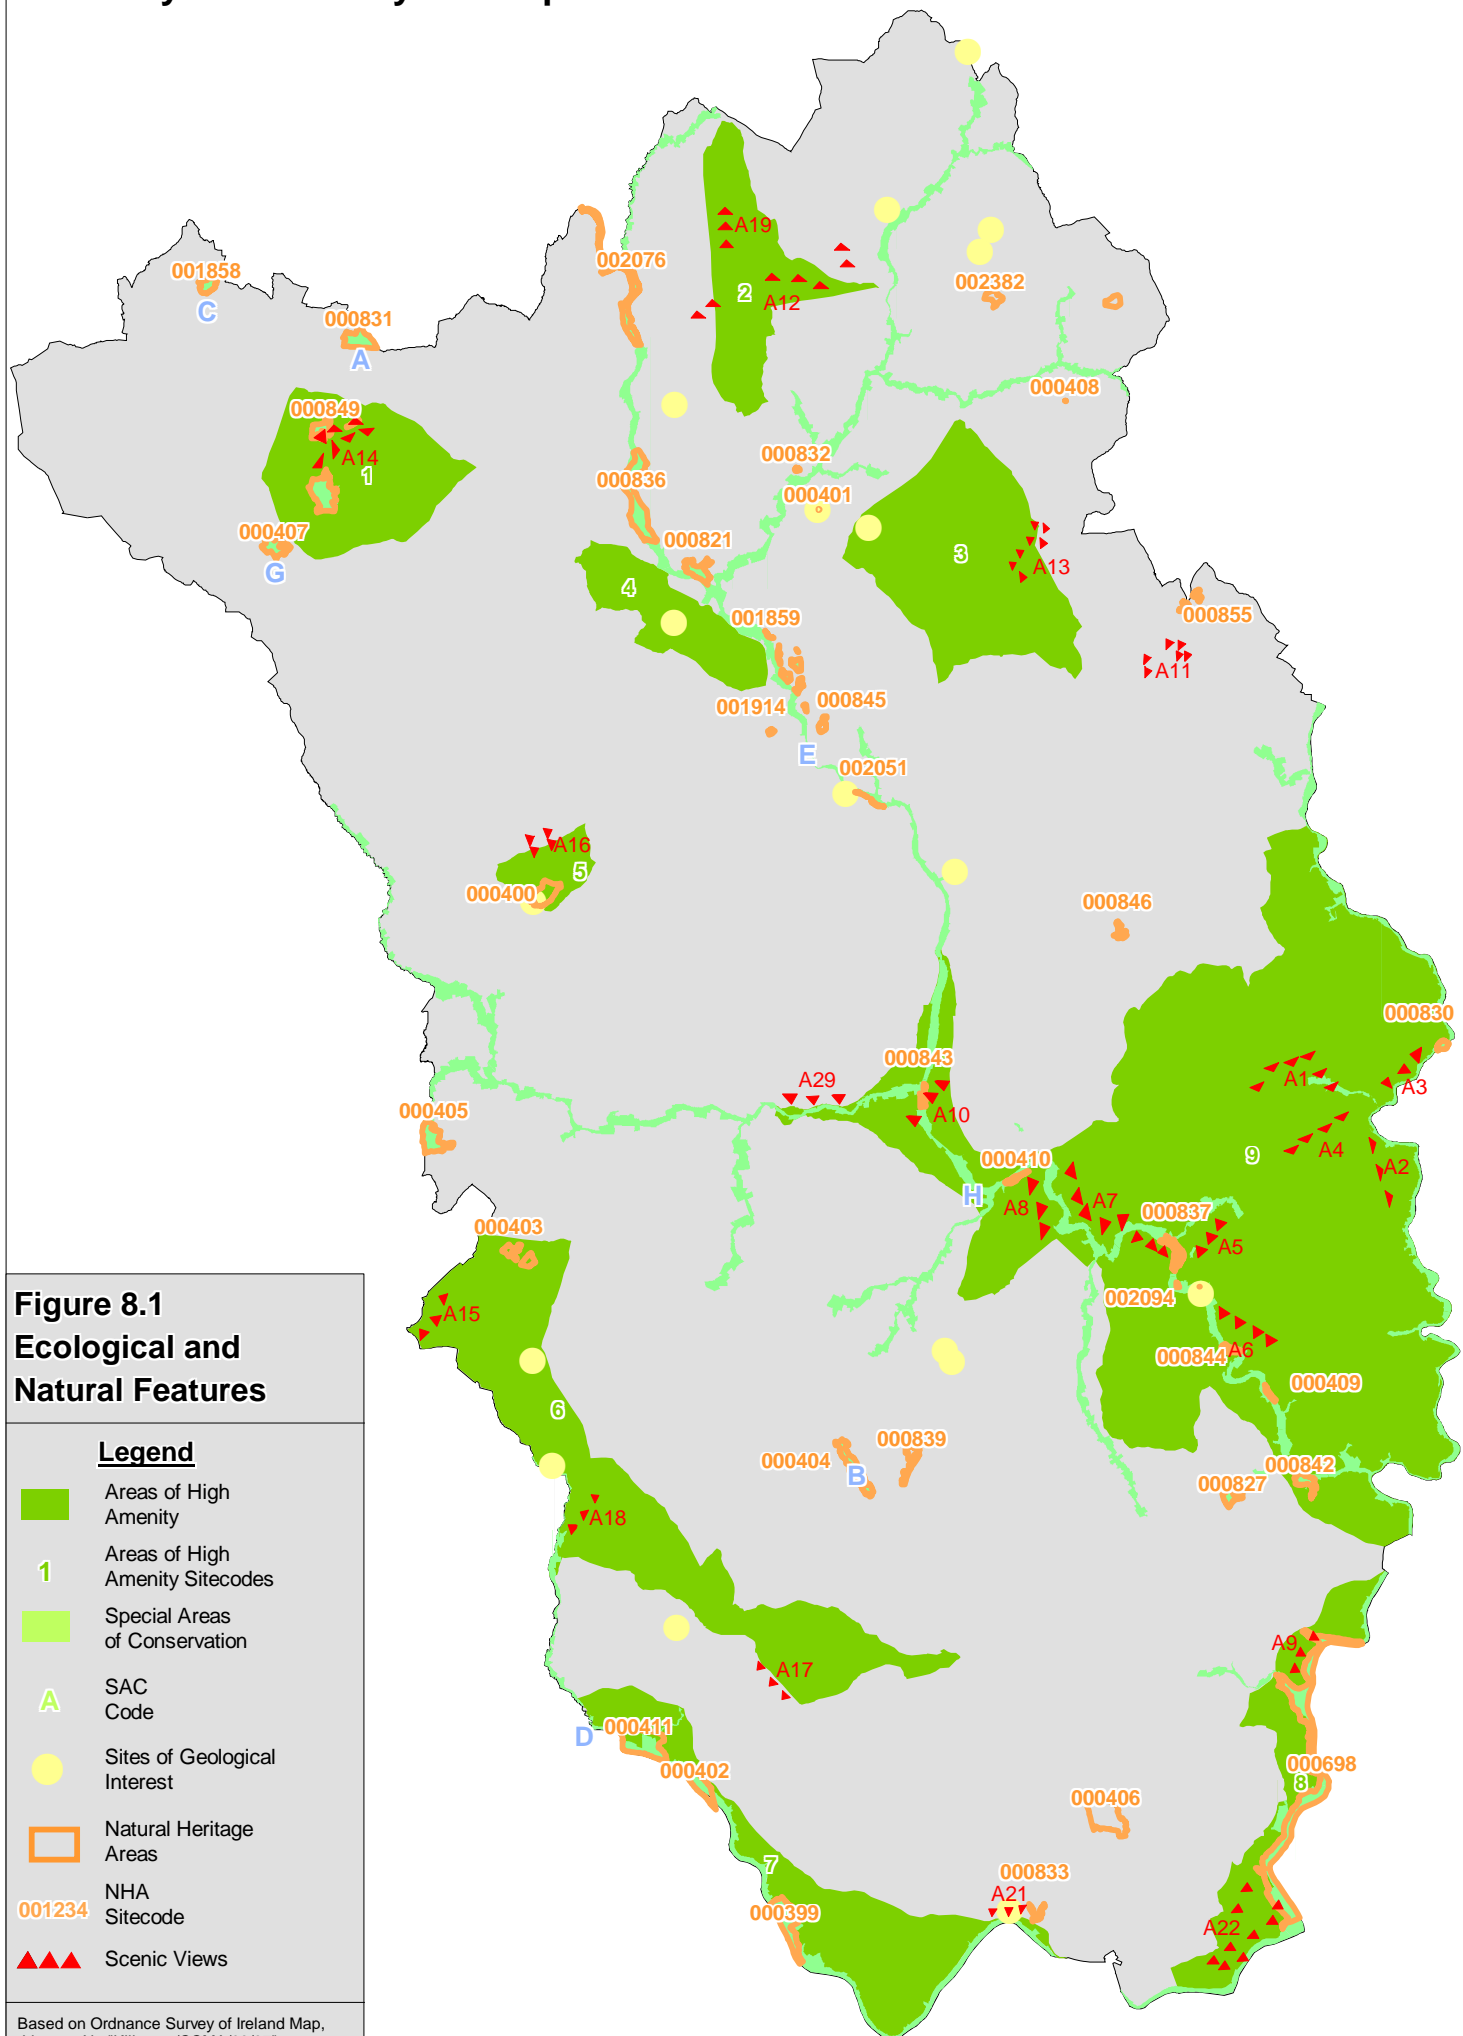 001858
C
000831
A
002076
A19
2
A12
002382
000849
A14
1
000407
G
000408
000836
000832
000401
000821
4
3
A13
001859
000855
A11
001914
000845
E
002051
A16
5
000400
000846
000830
000843
A29
A10
A1
A3
000405
A4
9
A2
000410
H
A8
A7
000837
A5
000403
A15
002094
A6
000844
000409
6
000404
B
000839
000842
000827
A18
A9
A17
D
000411
000402
000698
8
000406
7
000399
000833
A21
A22
Figure 8.1
Ecological and
Natural Features
Legend
Areas of High
Amenity
1
Areas of High
Amenity Sitecodes
Special Areas
of Conservation
A
SAC
Code
Sites of Geological
Interest
Natural Heritage
Areas
001234
NHA
Sitecode
Scenic Views
Based on Ordnance Survey of Ireland Map,